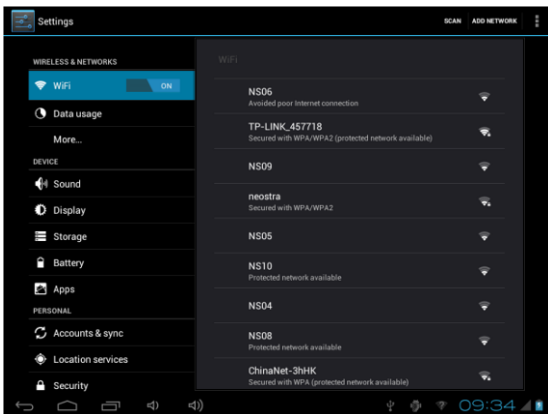 Settings
SCAN
ADD NETWORK
WIRELESS & NETWORKS
WiFi
ON
Data usage
More...
DEVICE
Sound
Display
Storage
Battery
Apps
PERSONAL
Accounts & sync
Location services
Security
WiFi
NS06
Avoided poor Internet connection
TP-LINK_457718
Secured with WPA/WPA2 (protected network available)
NS09
neostra
Secured with WPA/WPA2
NS05
NS10
Protected network available
NS04
NS08
Protected network available
ChinaNet-3hHK
Secured with WPA (protected network available)
09:34